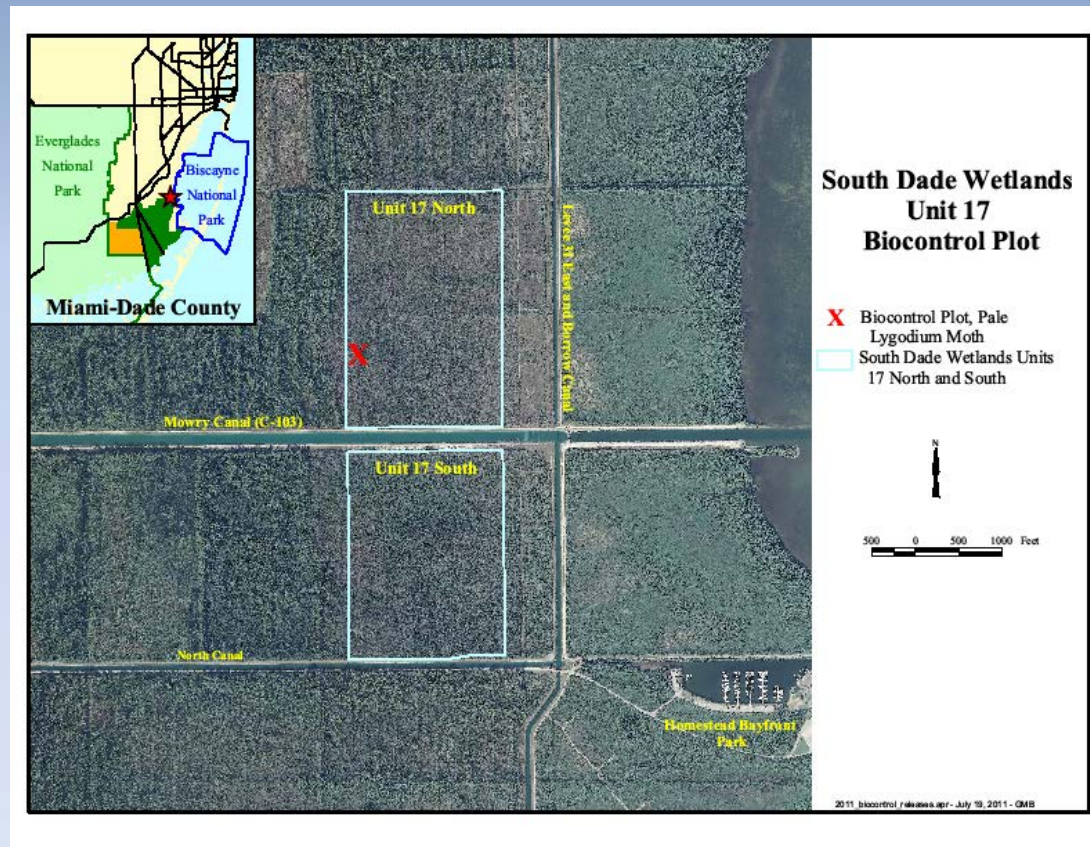 Everglades
National
Park
Biscayne
National
Park
Miami-Dade County
Unit 17 North
Levee 31 East and Borrow Canal
Mowry Canal (C-103)
Unit 17 South
North Canal
Homestead Bayfront
Park
South Dade Wetlands
Unit 17
Biocontrol Plot
X
X Biocontrol Plot, Pale
Lygodium Moth
South Dade Wetlands Units
17 North and South
N
500 0 500 1000 Feet
2011_biocontrol_releases.apr - July 19, 2011 - GMB